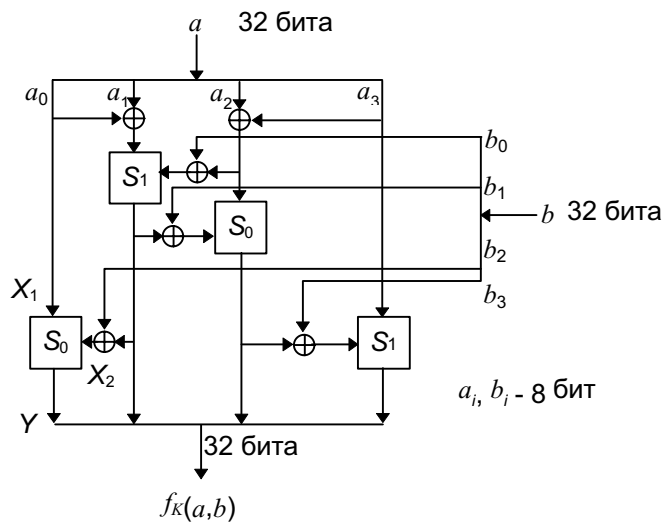 a 32 бита
a0 a1 a2 a3
b0
S1
b1
S0
b 32 бита
b2
b3
X1
S0
X2
S1
ai, bi - 8 бит
Y
32 бита
fK(a,b)